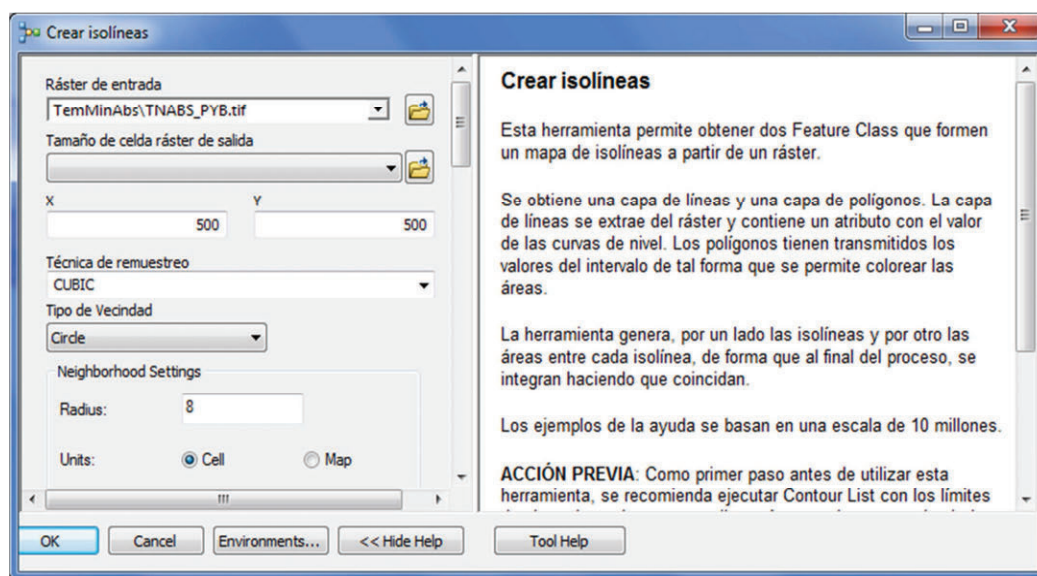 Crear isolíneas
Ráster de entrada
TemMinAbs\TNABS_PYB.tif
Tamaño de celda ráster de salida
X Y
500 500
Técnica de remuestreo
CUBIC
Tipo de Vecindad
Circle
Neighborhood Settings
Radius: 8
Units: Cell Map
Crear isolíneas
Esta herramienta permite obtener dos Feature Class que formen
un mapa de isolíneas a partir de un ráster.
Se obtiene una capa de líneas y una capa de polígonos. La capa
de líneas se extrae del ráster y contiene un atributo con el valor
de las curvas de nivel. Los polígonos tienen transmitidos los
valores del intervalo de tal forma que se permite colorear las
áreas.
La herramienta genera, por un lado las isolíneas y por otro las
áreas entre cada isolínea, de forma que al final del proceso, se
integran haciendo que coincidan.
Los ejemplos de la ayuda se basan en una escala de 10 millones.
ACCIÓN PREVIA: Como primer paso antes de utilizar esta
herramienta, se recomienda ejecutar Contour List con los límites
OK Cancel Environments... << Hide Help Tool Help